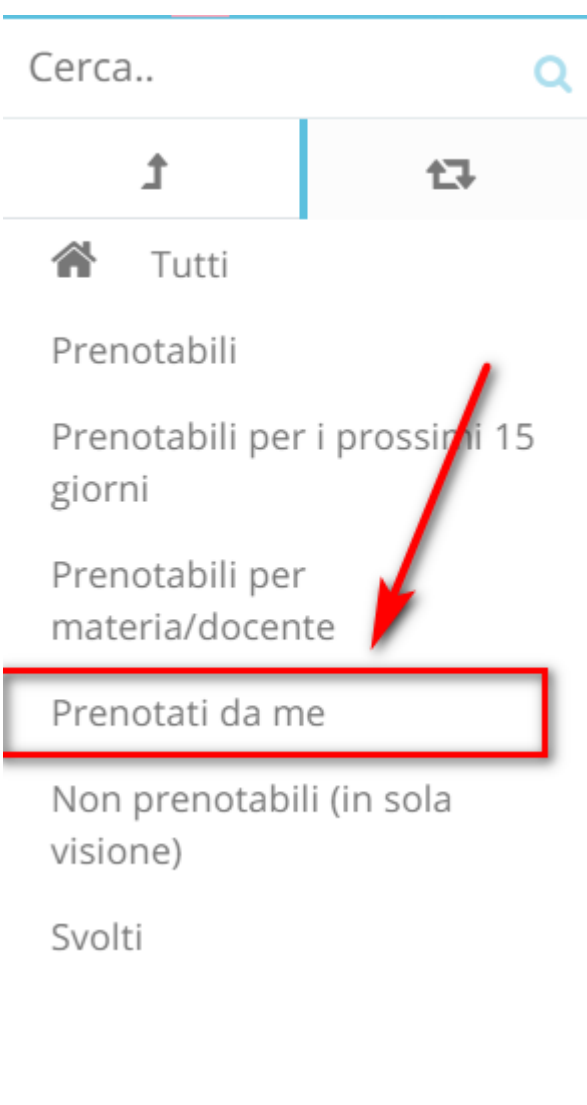 Cerca..
Tutti
Prenotabili
Prenotabili per i prossimi 15
giorni
Prenotabili per
materia/docente
Prenotati da me
Non prenotabili (in sola
visione)
Svolti